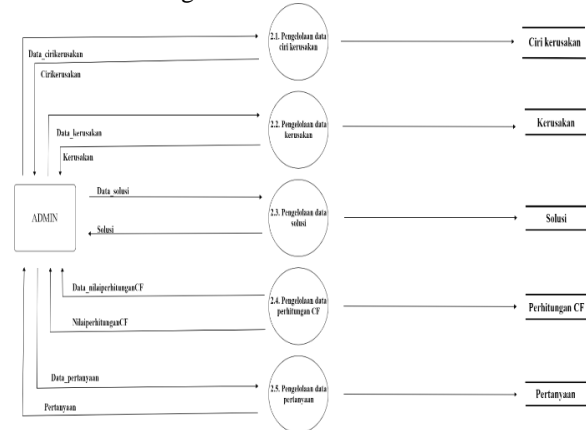 2.1. Pengelolaan data
ciri kerusakan
Ciri kerusakan
Data_cirikerusakan
Cirikerusakan
2.2. Pengelolaan data
kerusakan
Kerusakan
Data_kerusakan
Kerusakan
ADMIN
Data_solusi
Solusi
2.3. Pengelolaan data
solusi
Solusi
Data_nilaiperhitunganCF
NilaiperhitunganCF
2.4. Pengelolaan data
perhitungan CF
Perhitungan CF
Data_pertanyaan
Pertanyaan
2.5. Pengelolaan data
pertanyaan
Pertanyaan